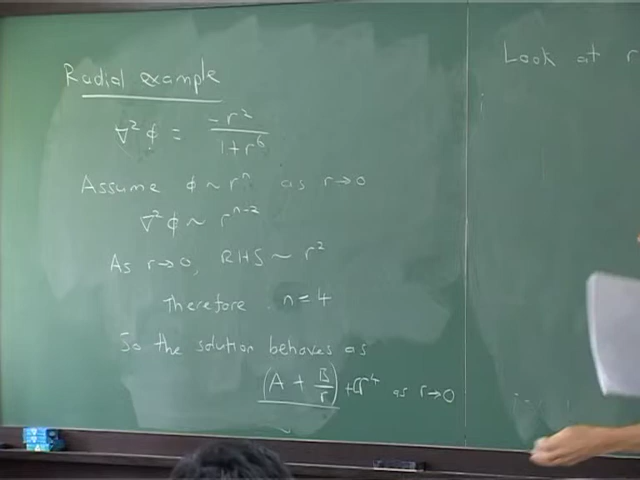 Radial example
∇²φ = -r² / 1+r⁶
Assume φ ~ rⁿ as r→0
∇²φ ~ rⁿ⁻²
As r→0, RHS ~ r²
Therefore n = 4
So the solution behaves as
(A + B/r) + Cr⁴ as r→0
Look at r